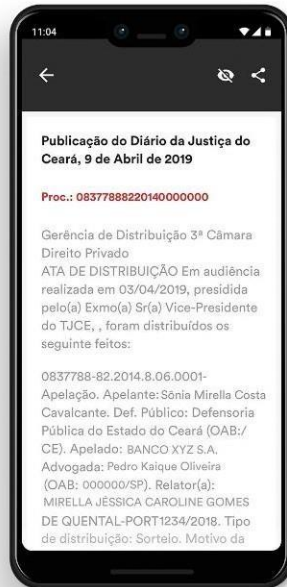 11:04
Publicação do Diário da Justiça do
Ceará, 9 de Abril de 2019
Proc.: 08377888220140000000
Gerência de Distribuição 3ª Câmara
Direito Privado
ATA DE DISTRIBUIÇÃO Em audiência
realizada em 03/04/2019, presidida
pelo(a) Exmo(a) Sr(a) Vice-Presidente
do TJCE, , foram distribuídos os
seguinte feitos:
0837788-82.2014.8.06.0001-
Apelação. Apelante: Sônia Mirella Costa
Cavalcante. Def. Público: Defensoria
Pública do Estado do Ceará (OAB:/
CE). Apelado: BANCO XYZ S.A.
Advogada: Pedro Kaique Oliveira
(OAB: 000000/SP). Relator(a):
MIRELLA JÉSSICA CAROLINE GOMES
DE QUENTAL-PORT1234/2018. Tipo
de distribuição: Sorteio. Motivo da